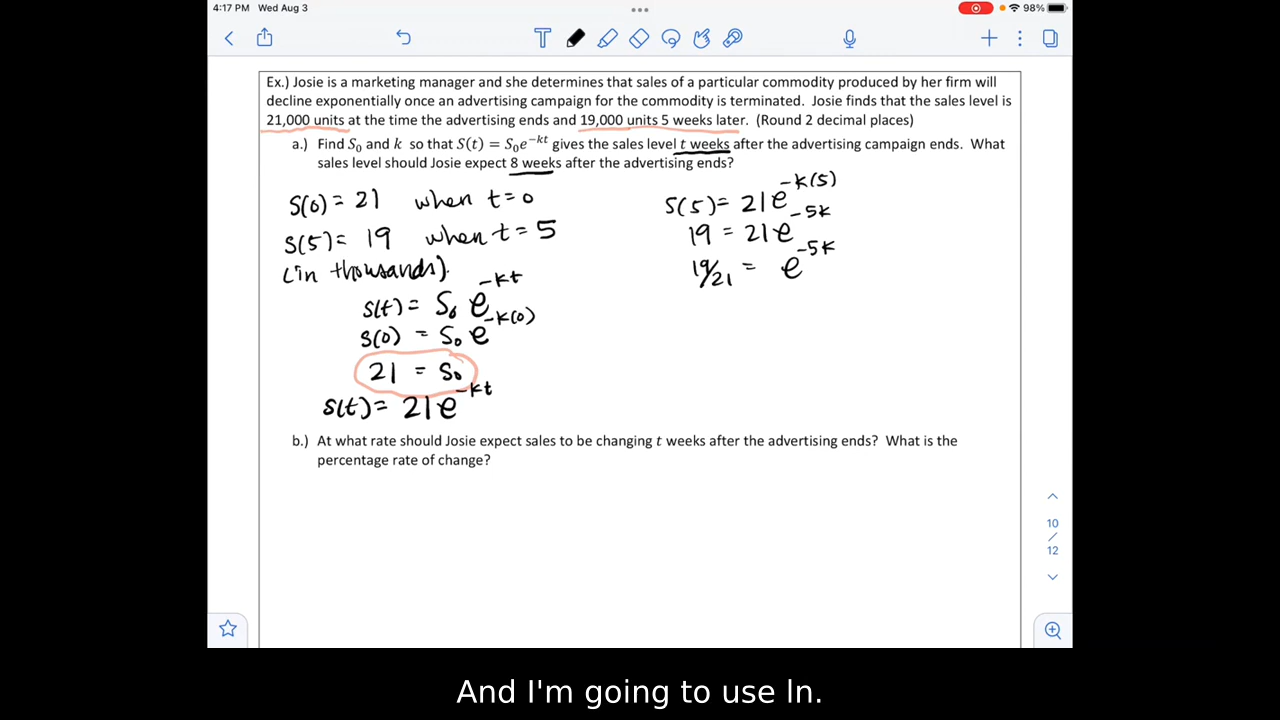 4:17 PM Wed Aug 3
98%
T
Ex.) Josie is a marketing manager and she determines that sales of a particular commodity produced by her firm will
decline exponentially once an advertising campaign for the commodity is terminated. Josie finds that the sales level is
21,000 units at the time the advertising ends and 19,000 units 5 weeks later. (Round 2 decimal places)
a.) Find S₀ and k so that S(t) = S₀e^{-kt} gives the sales level t weeks after the advertising campaign ends. What
sales level should Josie expect 8 weeks after the advertising ends?
S(0) = 21 when t=0
S(5) = 19 when t = 5
(in thousands).
S(t) = S₀ e^{-kt}
S(0) = S₀ e^{-k(0)}
21 = S₀
S(t) = 21e^{-kt}
S(5) = 21e^{-k(5)}
19 = 21e^{-5k}
19/21 = e^{-5k}
b.) At what rate should Josie expect sales to be changing t weeks after the advertising ends? What is the
percentage rate of change?
10
/
12
And I'm going to use ln.